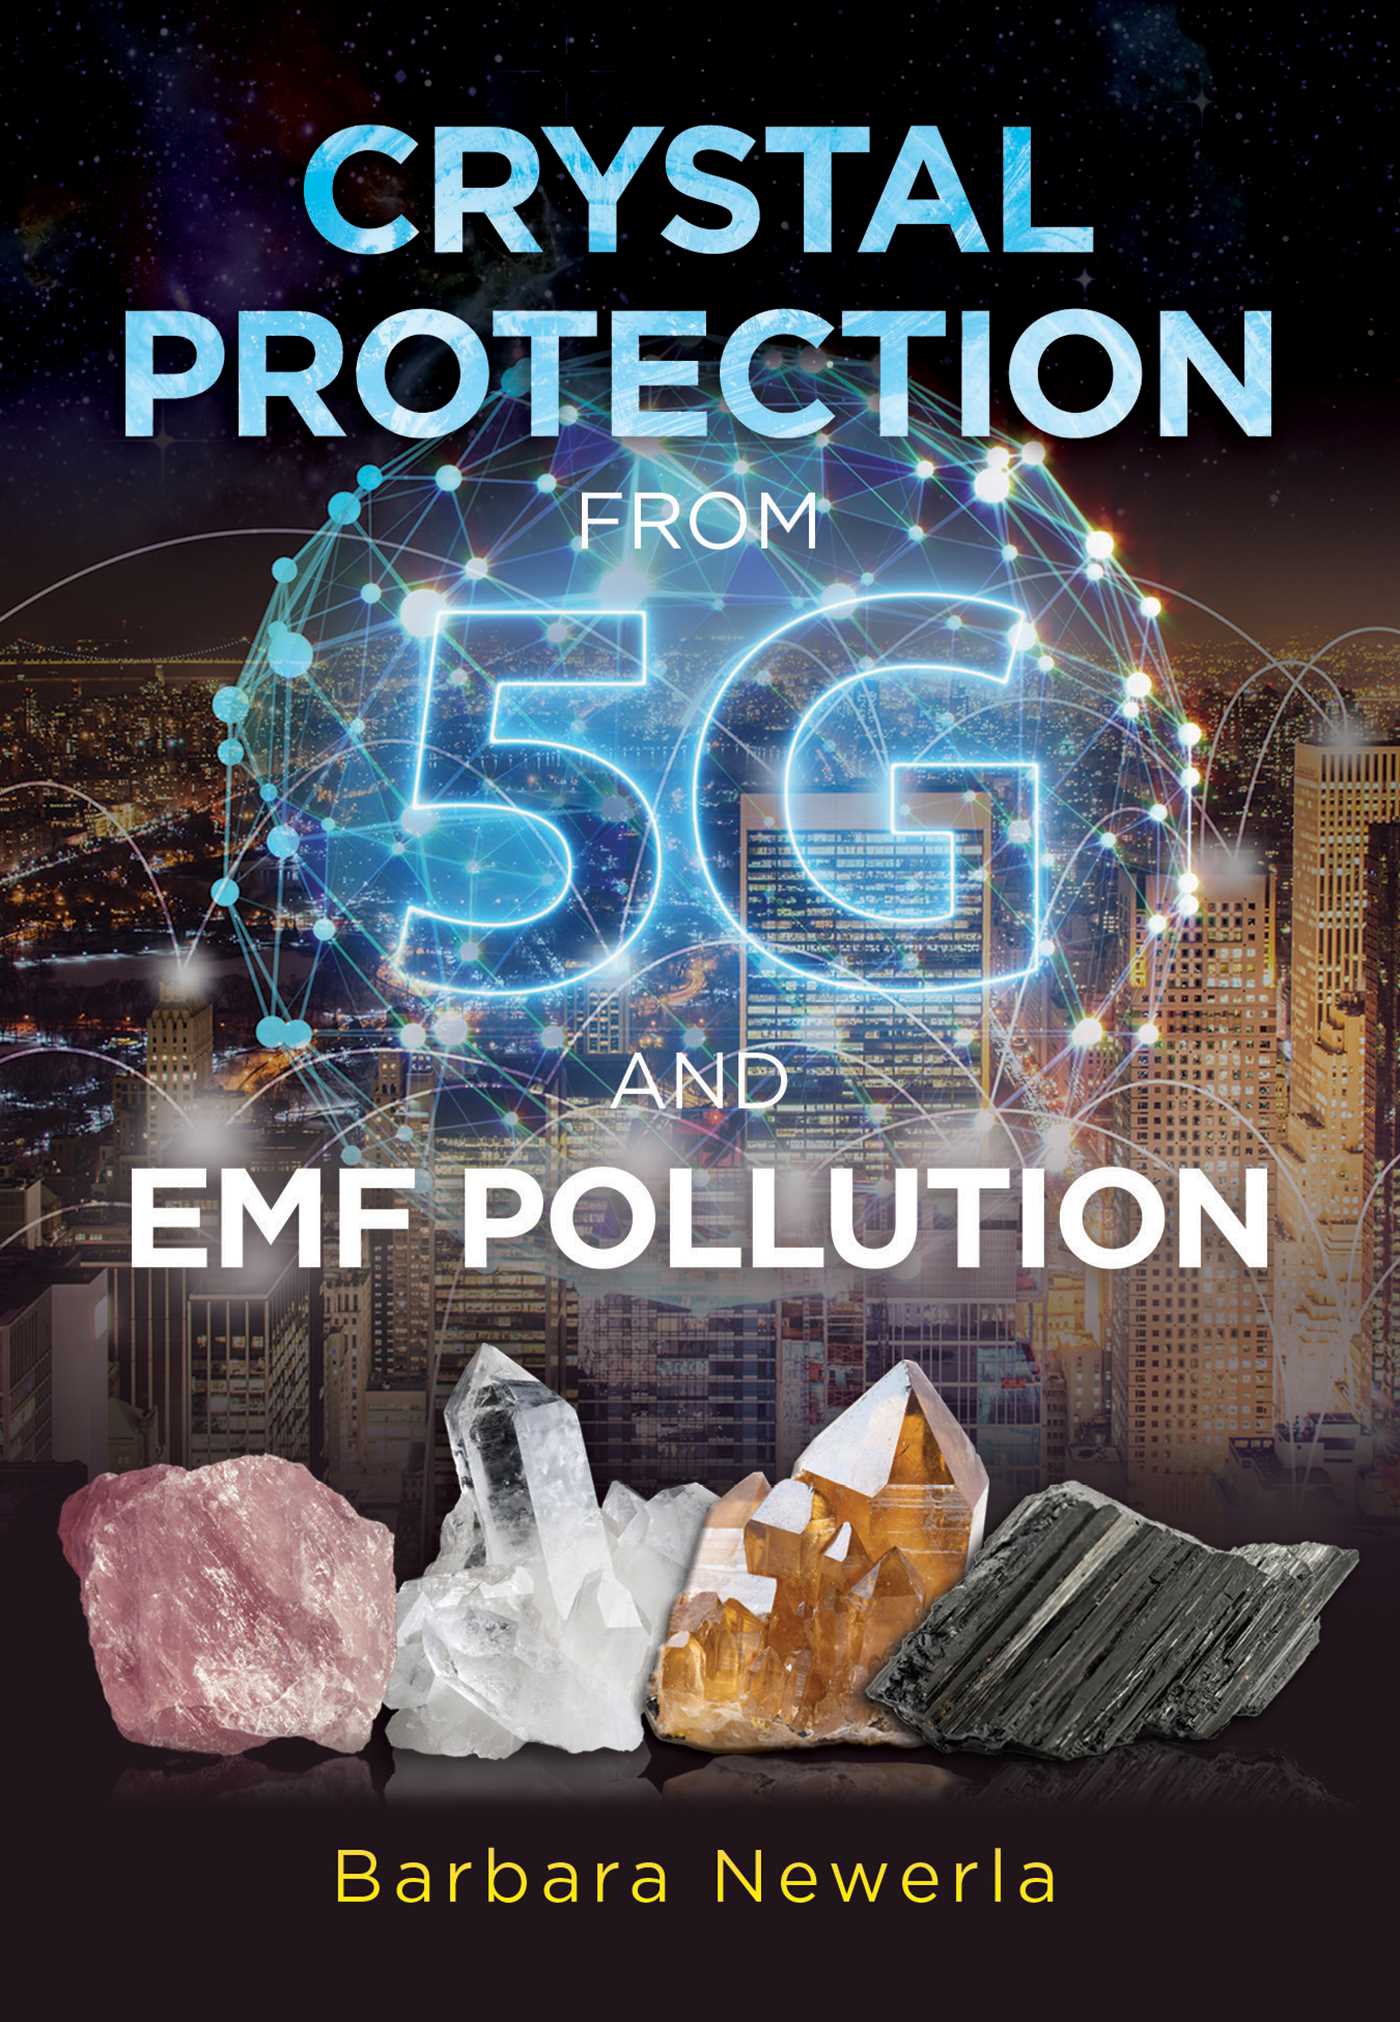 CRYSTAL
PROTECTION
FROM
5G
AND
EMF POLLUTION
Barbara Newerla